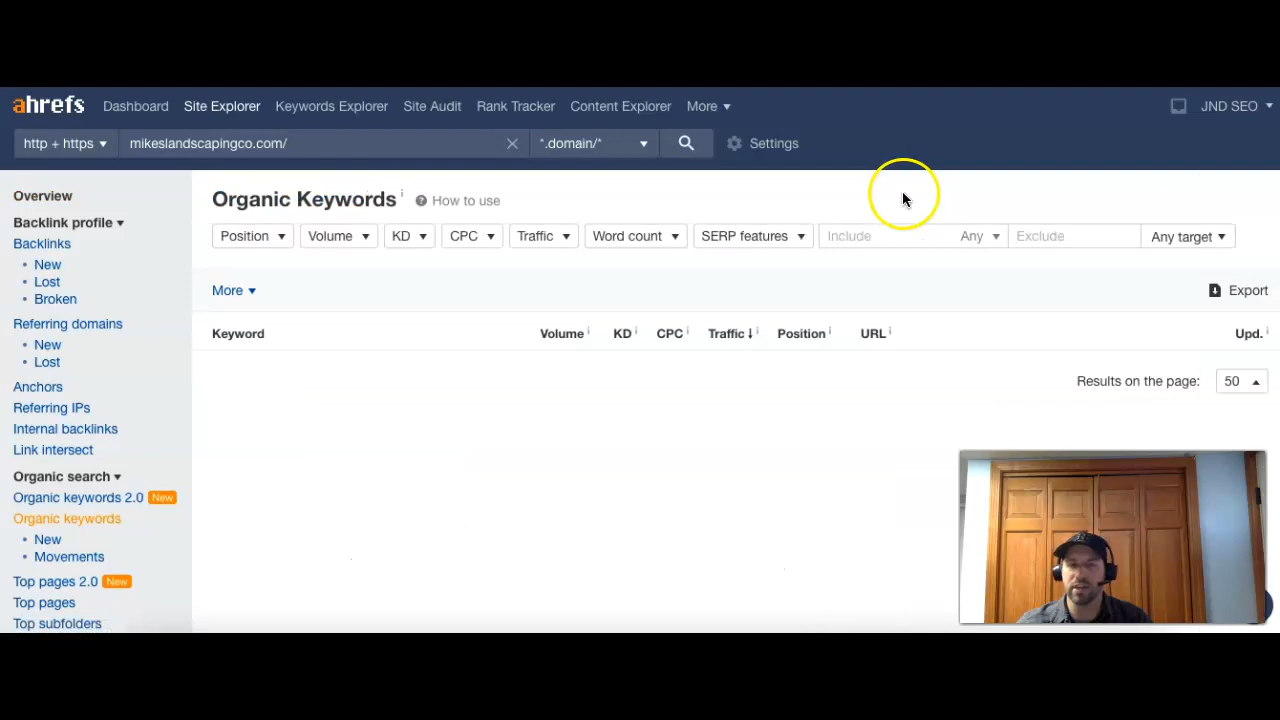 ahrefs Dashboard Site Explorer Keywords Explorer Site Audit Rank Tracker Content Explorer More JND SEO
http + https mikeslandscapingco.com/ *.domain/* Settings
Overview
Backlink profile
Backlinks
New
Lost
Broken
Referring domains
New
Lost
Anchors
Referring IPs
Internal backlinks
Link intersect
Organic search
Organic keywords 2.0 New
Organic keywords
New
Movements
Top pages 2.0 New
Top pages
Top subfolders
Organic Keywords i ? How to use
Position Volume KD CPC Traffic Word count SERP features Include Any Exclude Any target
More Export
Keyword Volume i KD i CPC i Traffic ↓ i Position i URL i Upd. i
Results on the page: 50